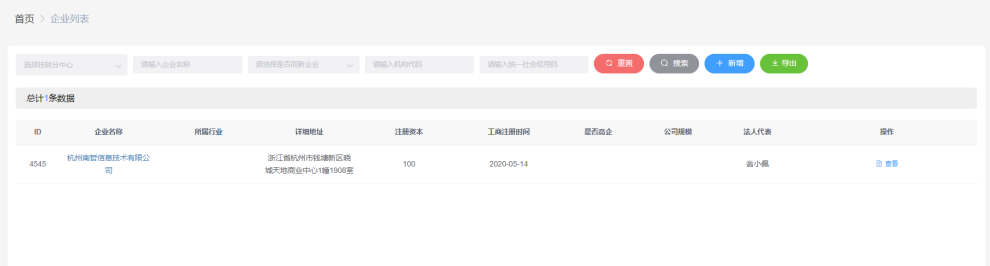 首页 > 企业列表
选择技能分中心 请输入企业名称 请选择是否高新企业 请输入机构代码 请输入统一社会信用码 重置 搜索 + 新增 导出
总计1条数据
ID 企业名称 所属行业 详细地址 注册资本 工商注册时间 是否高企 公司规模 法人代表 操作
4545 杭州南哲信息技术有限公 浙江省杭州市钱塘新区晓 100 2020-05-14 翁小佩 查看
司 城天地商业中心1幢1908室